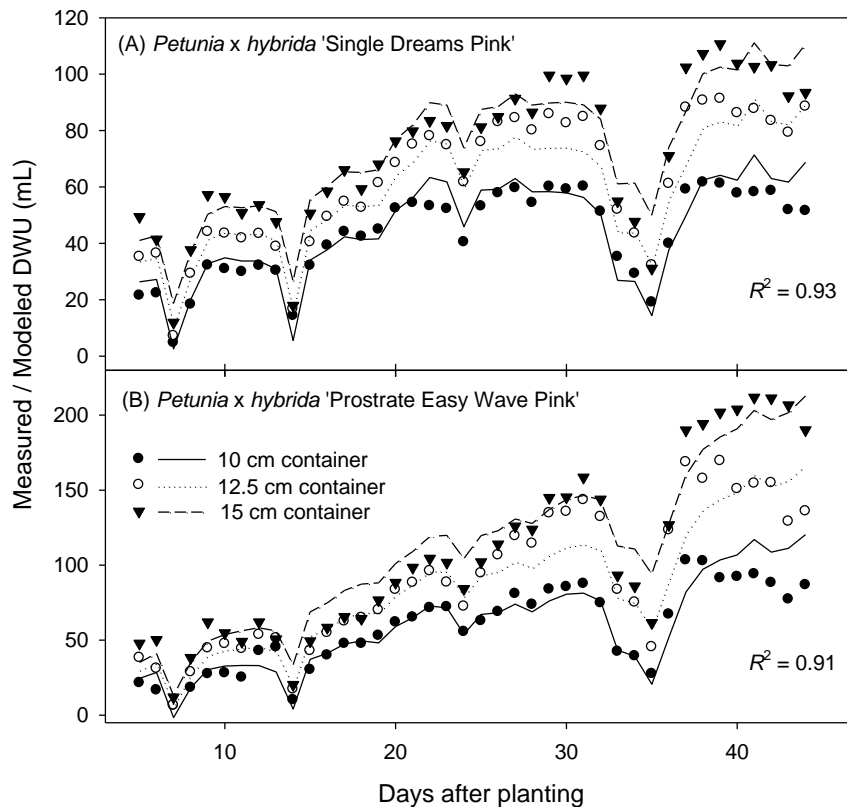 Measured / Modeled DWU (mL)
(A) Petunia x hybrida 'Single Dreams Pink'
120
100
80
60
40
20
0
R² = 0.93
(B) Petunia x hybrida 'Prostrate Easy Wave Pink'
200
150
100
50
0
10 cm container
12.5 cm container
15 cm container
R² = 0.91
10
20
30
40
Days after planting